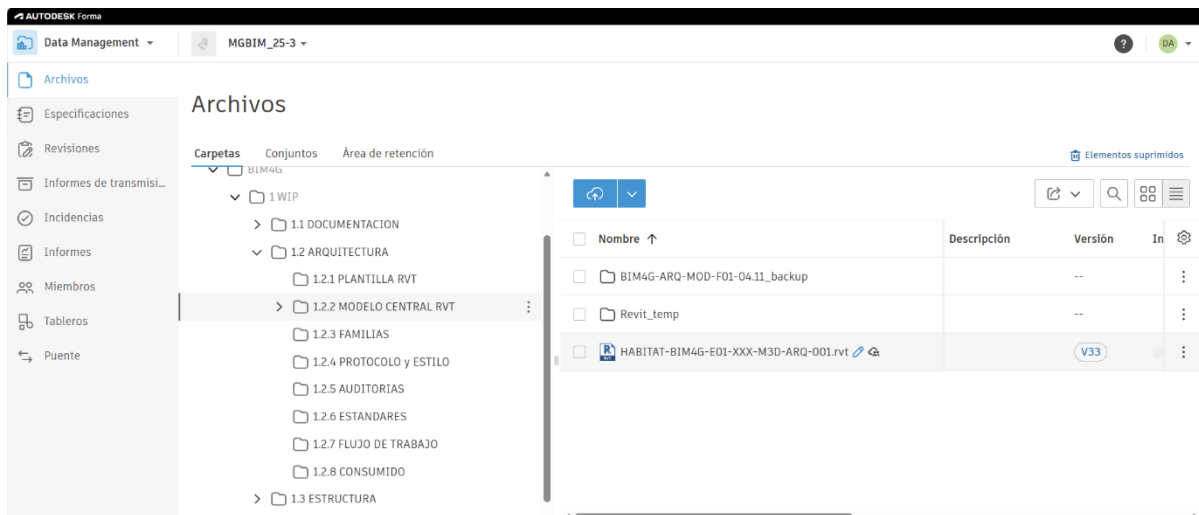 AUTODESK Forma
Data Management
MGBIM_25-3
?
DA
Archivos
Especificaciones
Revisiones
Informes de transmisi...
Incidencias
Informes
Miembros
Tableros
Puente
Archivos
Carpetas Conjuntos Área de retención
Elementos suprimidos
BIM4G
1 WIP
1.1 DOCUMENTACION
1.2 ARQUITECTURA
1.2.1 PLANTILLA RVT
1.2.2 MODELO CENTRAL RVT
1.2.3 FAMILIAS
1.2.4 PROTOCOLO y ESTILO
1.2.5 AUDITORIAS
1.2.6 ESTANDARES
1.2.7 FLUJO DE TRABAJO
1.2.8 CONSUMIDO
1.3 ESTRUCTURA
Nombre Descripción Versión In
BIM4G-ARQ-MOD-F01-04.11_backup --
Revit_temp --
R RVT HABITAT-BIM4G-E01-XXX-M3D-ARQ-001.rvt V33